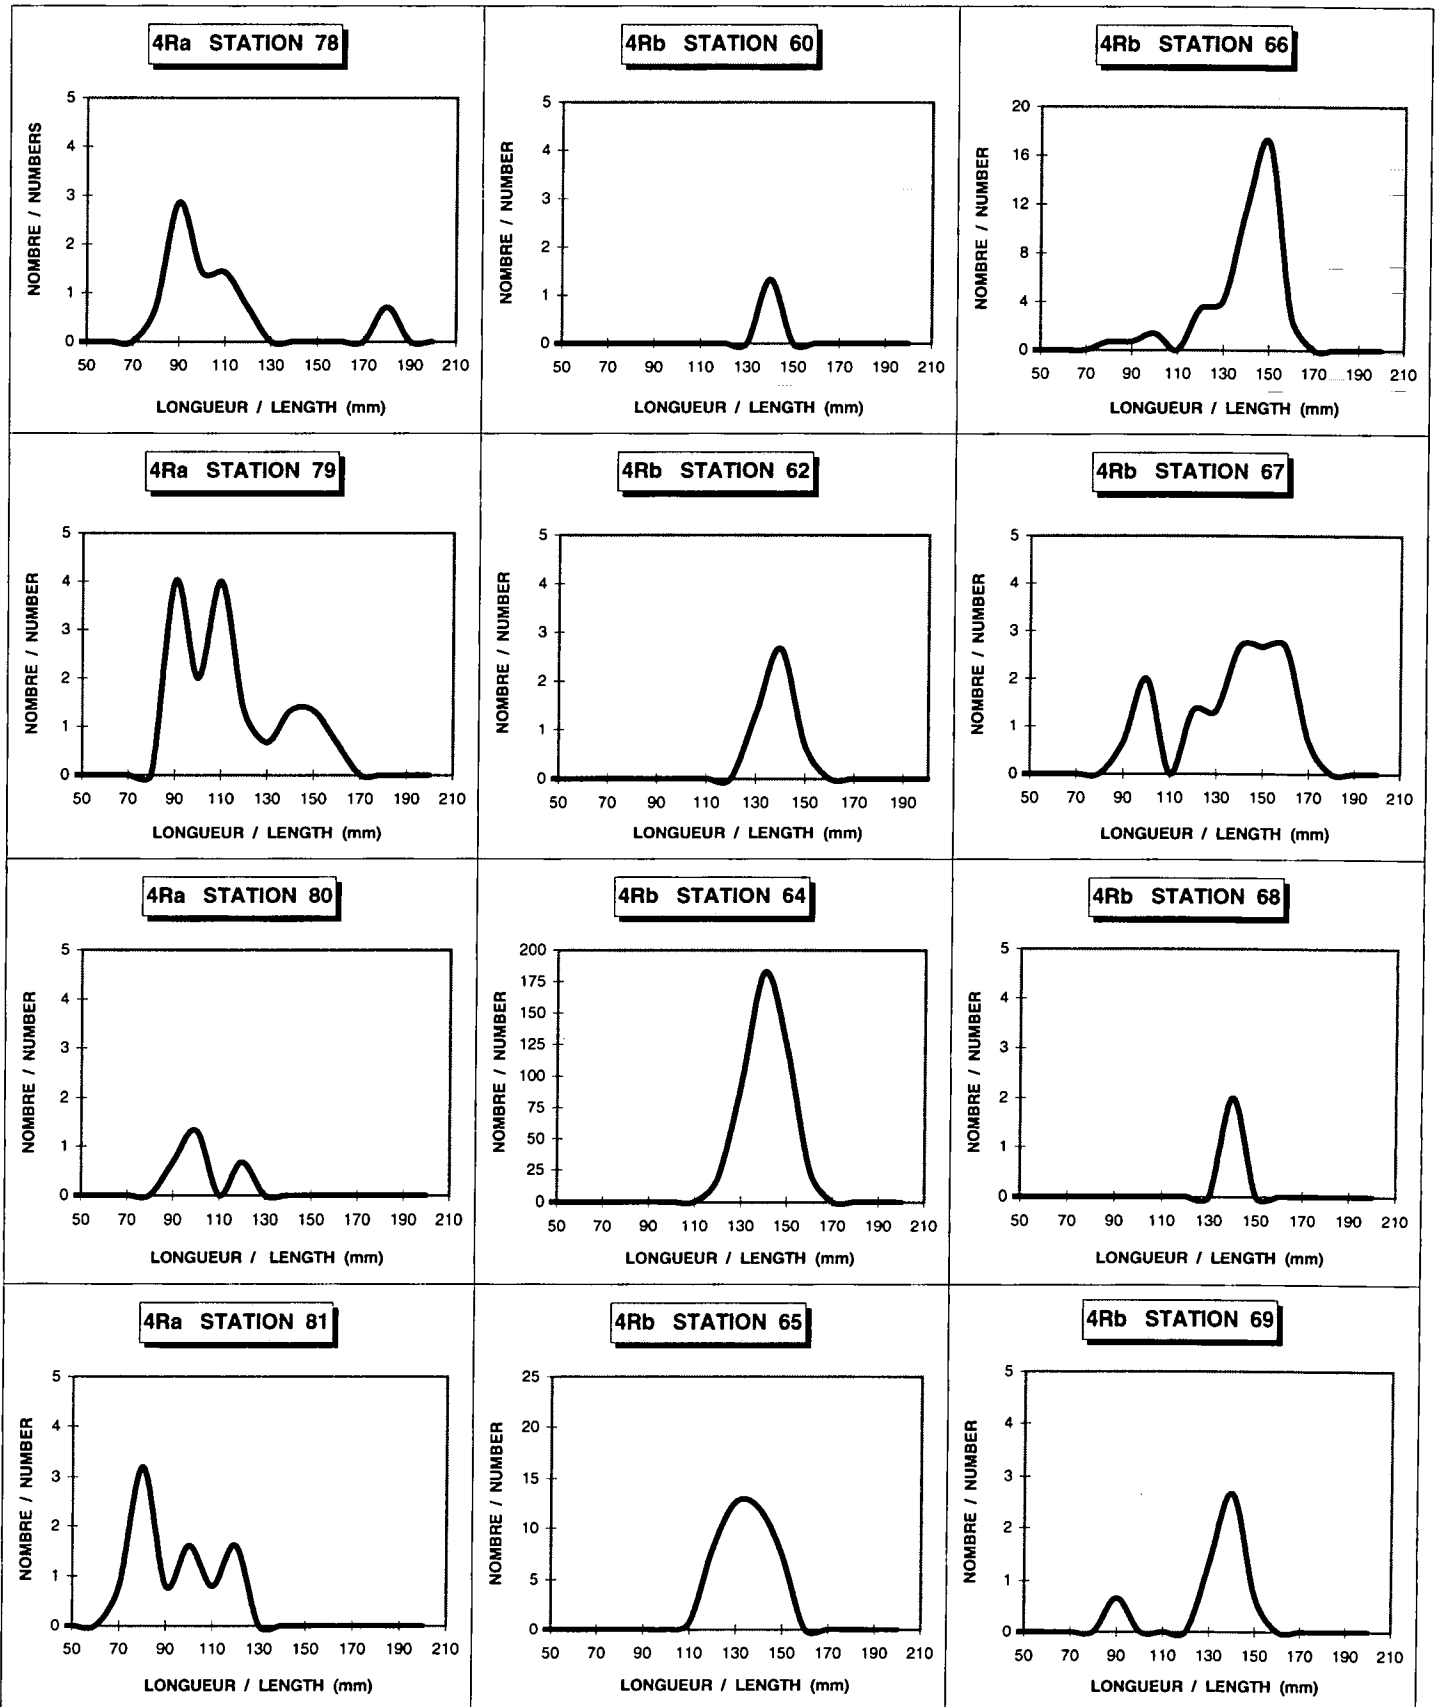 4Ra STATION 78
5
4
3
2
1
0
NOMBRE / NUMBERS
50 70 90 110 130 150 170 190 210
LONGUEUR / LENGTH (mm)
4Rb STATION 60
5
4
3
2
1
0
NOMBRE / NUMBER
50 70 90 110 130 150 170 190 210
LONGUEUR / LENGTH (mm)
4Rb STATION 66
20
16
12
8
4
0
NOMBRE / NUMBER
50 70 90 110 130 150 170 190 210
LONGUEUR / LENGTH (mm)
4Ra STATION 79
5
4
3
2
1
0
NOMBRE / NUMBER
50 70 90 110 130 150 170 190 210
LONGUEUR / LENGTH (mm)
4Rb STATION 62
5
4
3
2
1
0
NOMBRE / NUMBER
50 70 90 110 130 150 170 190
LONGUEUR / LENGTH (mm)
4Rb STATION 67
5
4
3
2
1
0
NOMBRE / NUMBER
50 70 90 110 130 150 170 190 210
LONGUEUR / LENGTH (mm)
4Ra STATION 80
5
4
3
2
1
0
NOMBRE / NUMBER
50 70 90 110 130 150 170 190 210
LONGUEUR / LENGTH (mm)
4Rb STATION 64
200
175
150
125
100
75
50
25
0
NOMBRE / NUMBER
50 70 90 110 130 150 170 190 210
LONGUEUR / LENGTH (mm)
4Rb STATION 68
5
4
3
2
1
0
NOMBRE / NUMBER
50 70 90 110 130 150 170 190 210
LONGUEUR / LENGTH (mm)
4Ra STATION 81
5
4
3
2
1
0
NOMBRE / NUMBER
50 70 90 110 130 150 170 190 210
LONGUEUR / LENGTH (mm)
4Rb STATION 65
25
20
15
10
5
0
NOMBRE / NUMBER
50 70 90 110 130 150 170 190 210
LONGUEUR / LENGTH (mm)
4Rb STATION 69
5
4
3
2
1
0
NOMBRE / NUMBER
50 70 90 110 130 150 170 190 210
LONGUEUR / LENGTH (mm)